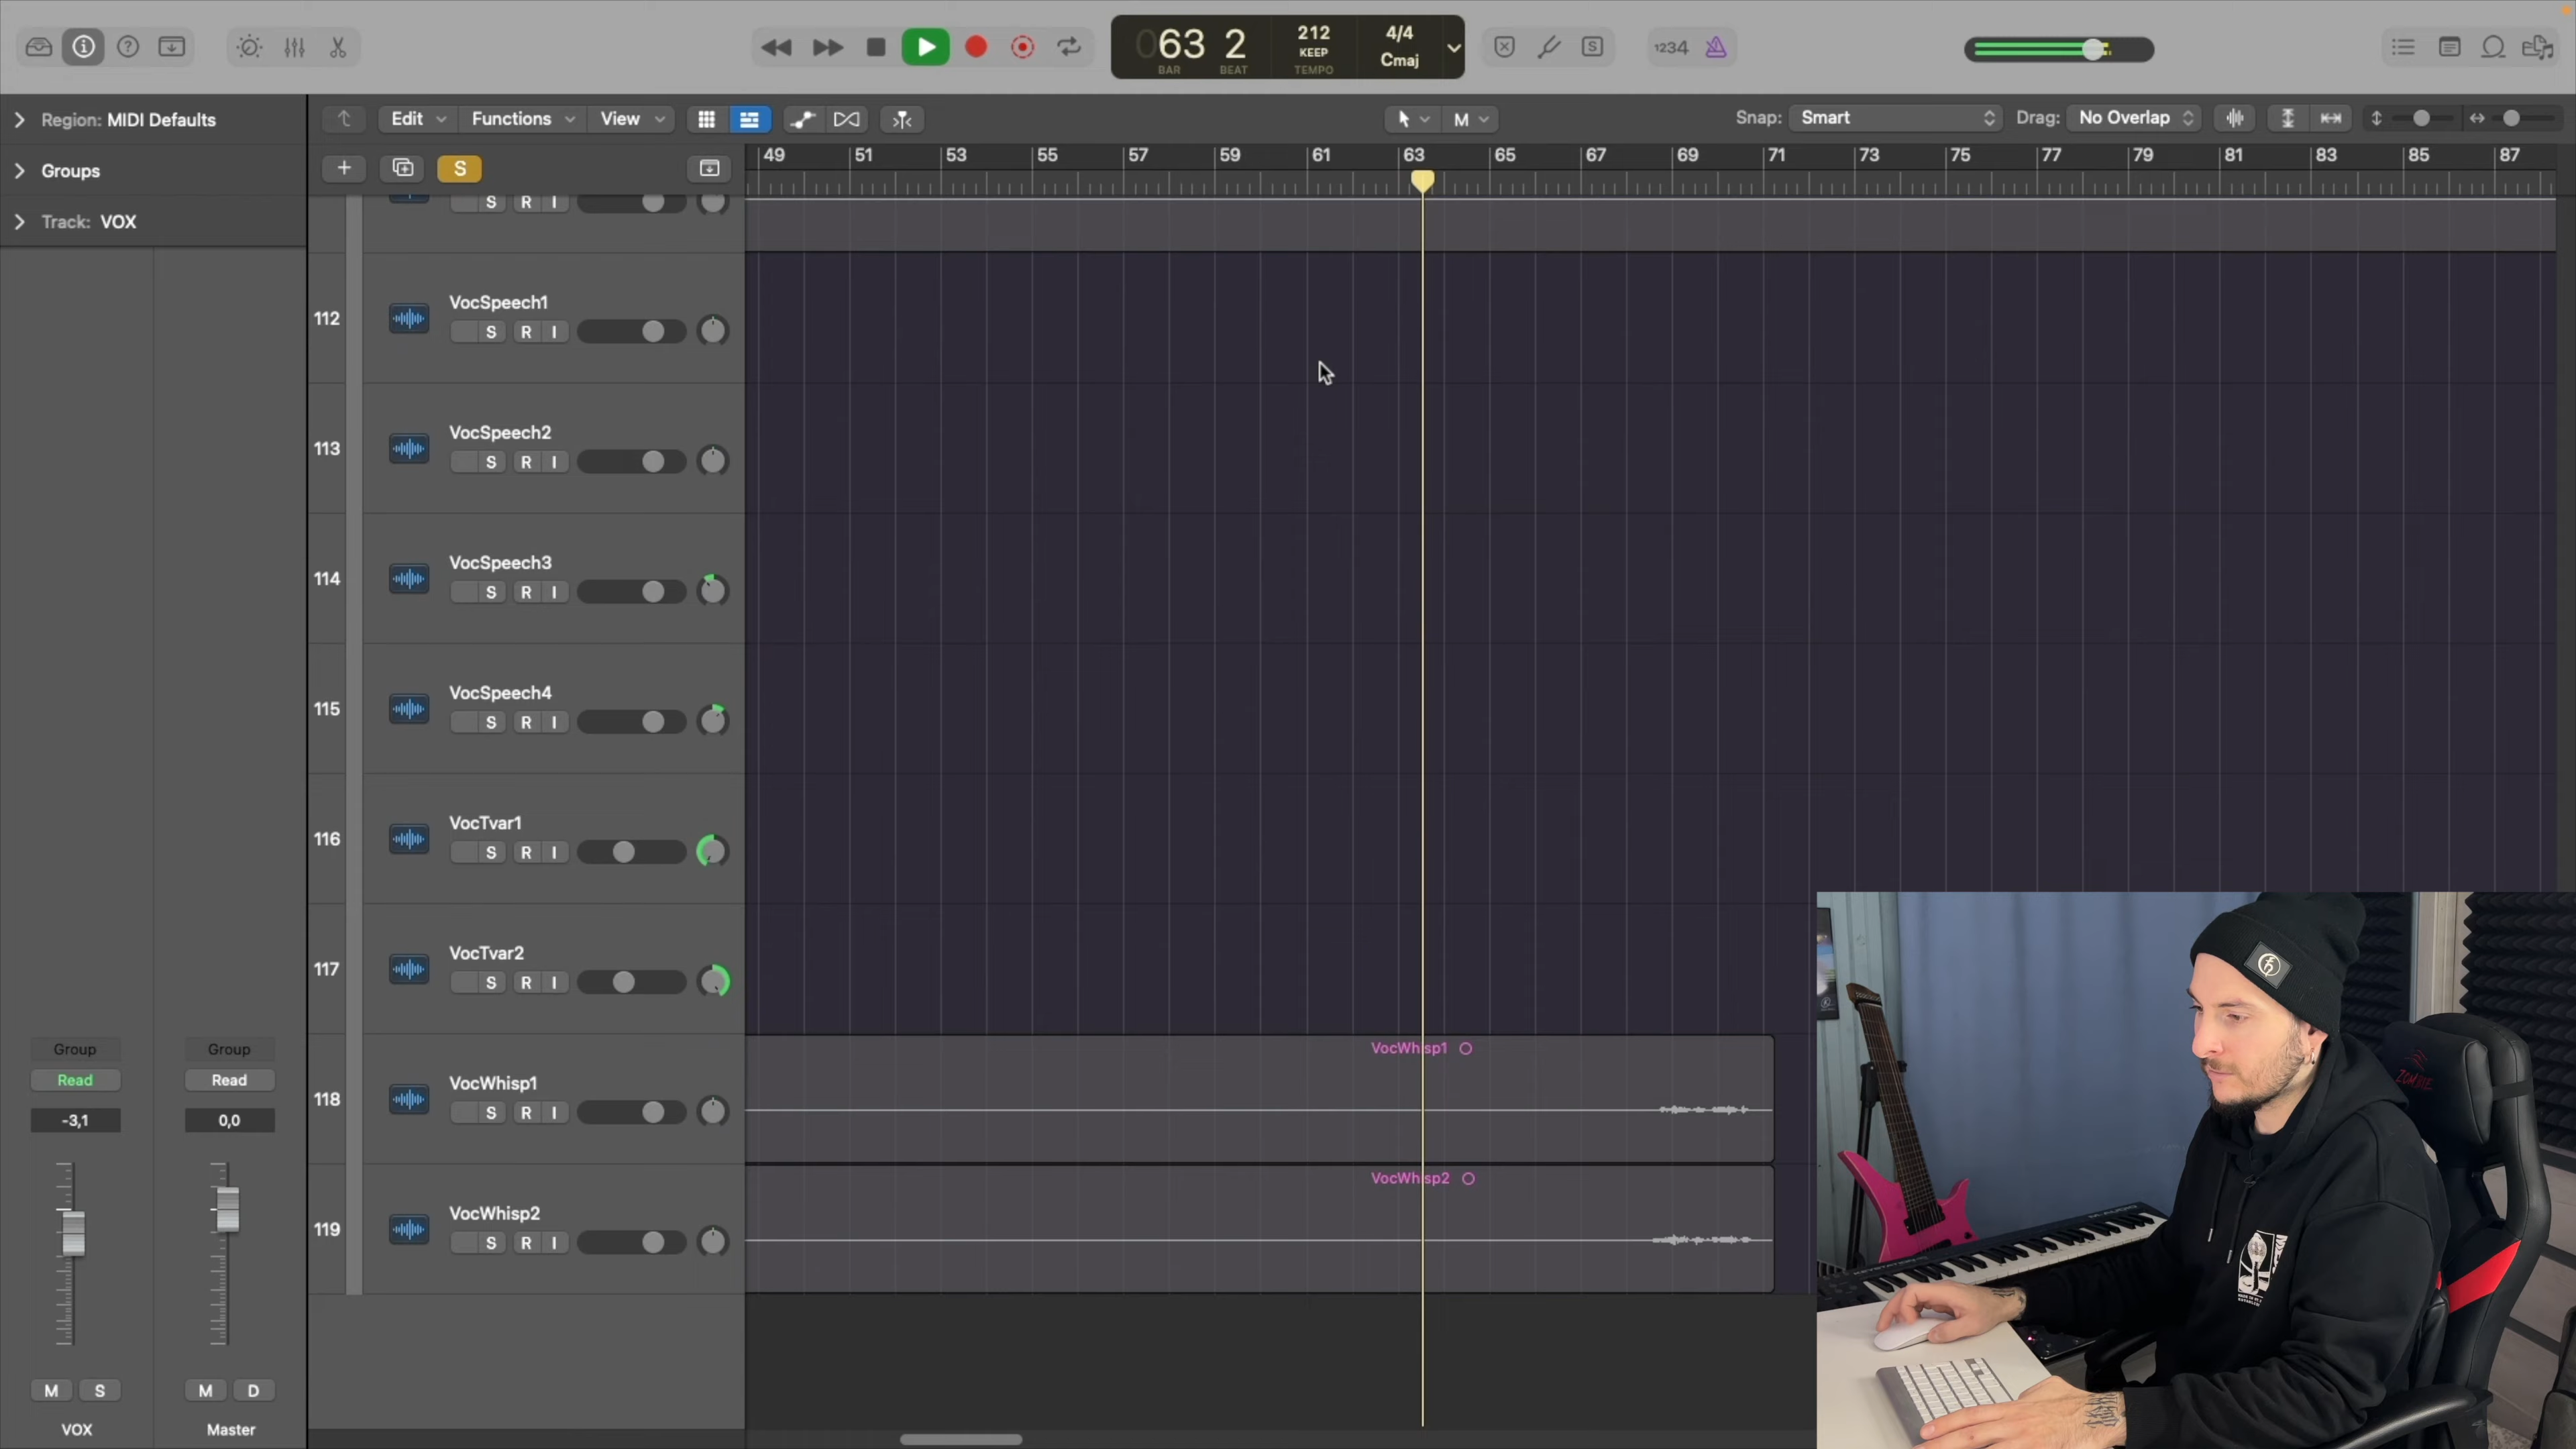 063 2
BAR BEAT
212
KEEP
TEMPO
4/4
Cmaj
S
1234
Region: MIDI Defaults
Edit Functions View
M
Snap: Smart Drag: No Overlap
Groups
S
49 51 53 55 57 59 61 63 65 67 69 71 73 75 77 79 81 83 85 87
Track: VOX
S R I
112 VocSpeech1
S R I
113 VocSpeech2
S R I
114 VocSpeech3
S R I
115 VocSpeech4
S R I
116 VocTvar1
S R I
117 VocTvar2
S R I
118 VocWhisp1
S R I
VocWhisp1
119 VocWhisp2
S R I
VocWhisp2
Group Group
Read Read
-3,1 0,0
M S M D
VOX Master
ZOMBIE